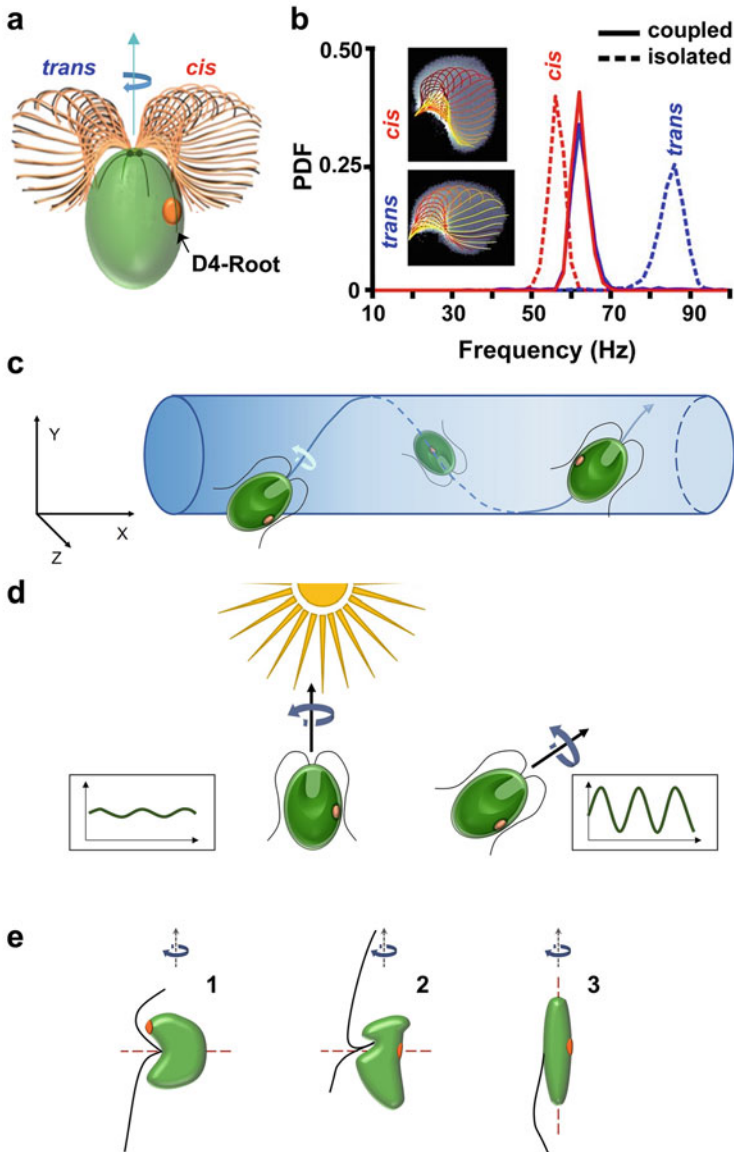 a
trans
cis
D4-Root
b
coupled
isolated
0.50
0.25
0
PDF
cis
trans
cis
trans
10
30
50
70
90
Frequency (Hz)
c
Y
X
Z
d
e
1
2
3